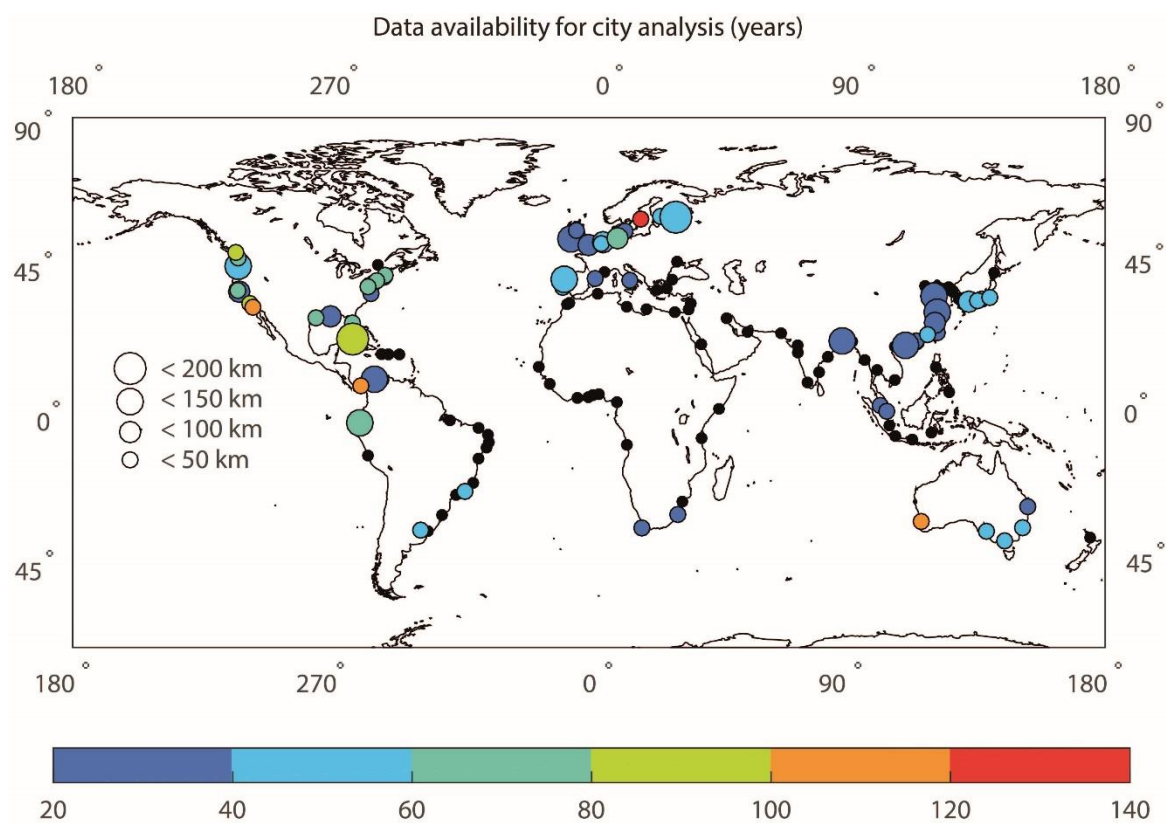 Data availability for city analysis (years)
180° 270° 0° 90° 180°
90° 90°
45° 45°
< 200 km
< 150 km
0° 0°
< 100 km
< 50 km
45° 45°
180° 270° 0° 90° 180°
20 40 60 80 100 120 140